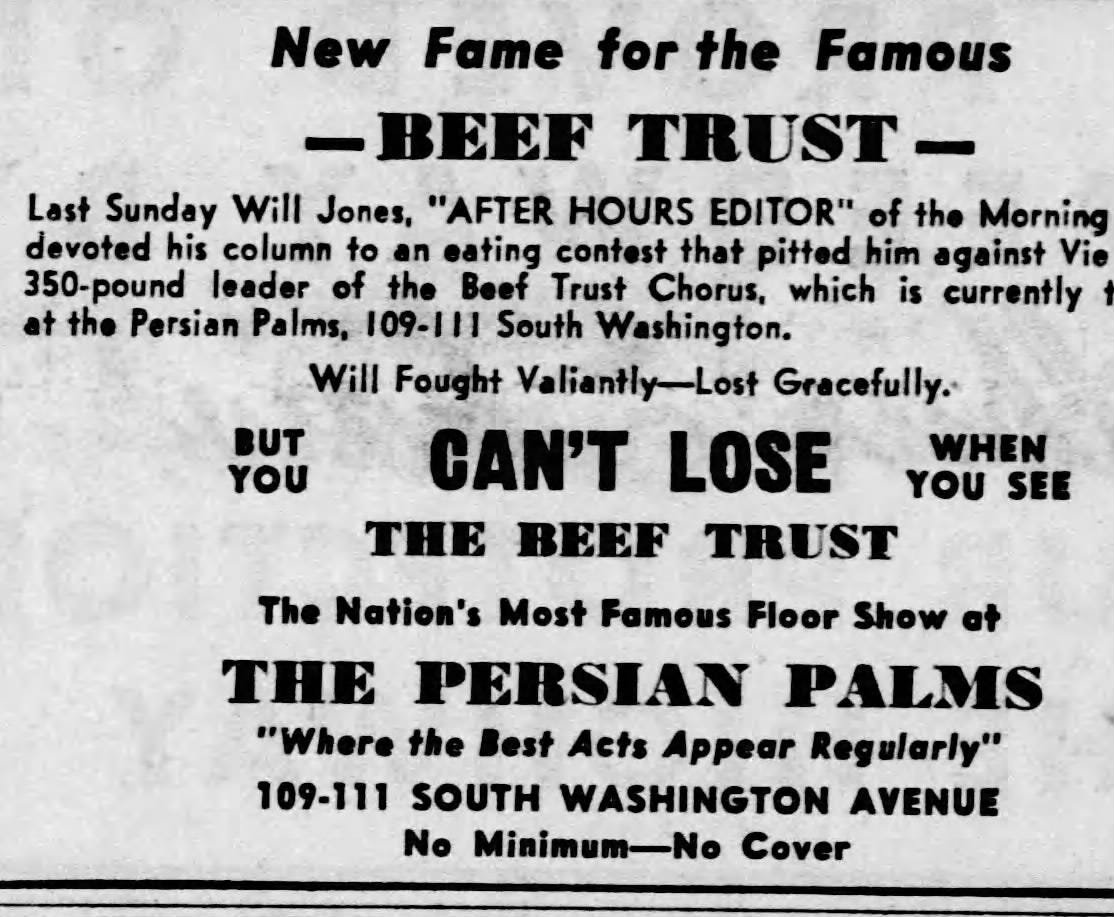 New Fame for the Famous
— BEEF TRUST —
Last Sunday Will Jones, "AFTER HOURS EDITOR" of the Morning
devoted his column to an eating contest that pitted him against Vie
350-pound leader of the Beef Trust Chorus, which is currently t
at the Persian Palms, 109-111 South Washington.
Will Fought Valiantly—Lost Gracefully.
BUT YOU CAN'T LOSE WHEN YOU SEE
THE BEEF TRUST
The Nation's Most Famous Floor Show at
THE PERSIAN PALMS
"Where the Best Acts Appear Regularly"
109-111 SOUTH WASHINGTON AVENUE
No Minimum—No Cover